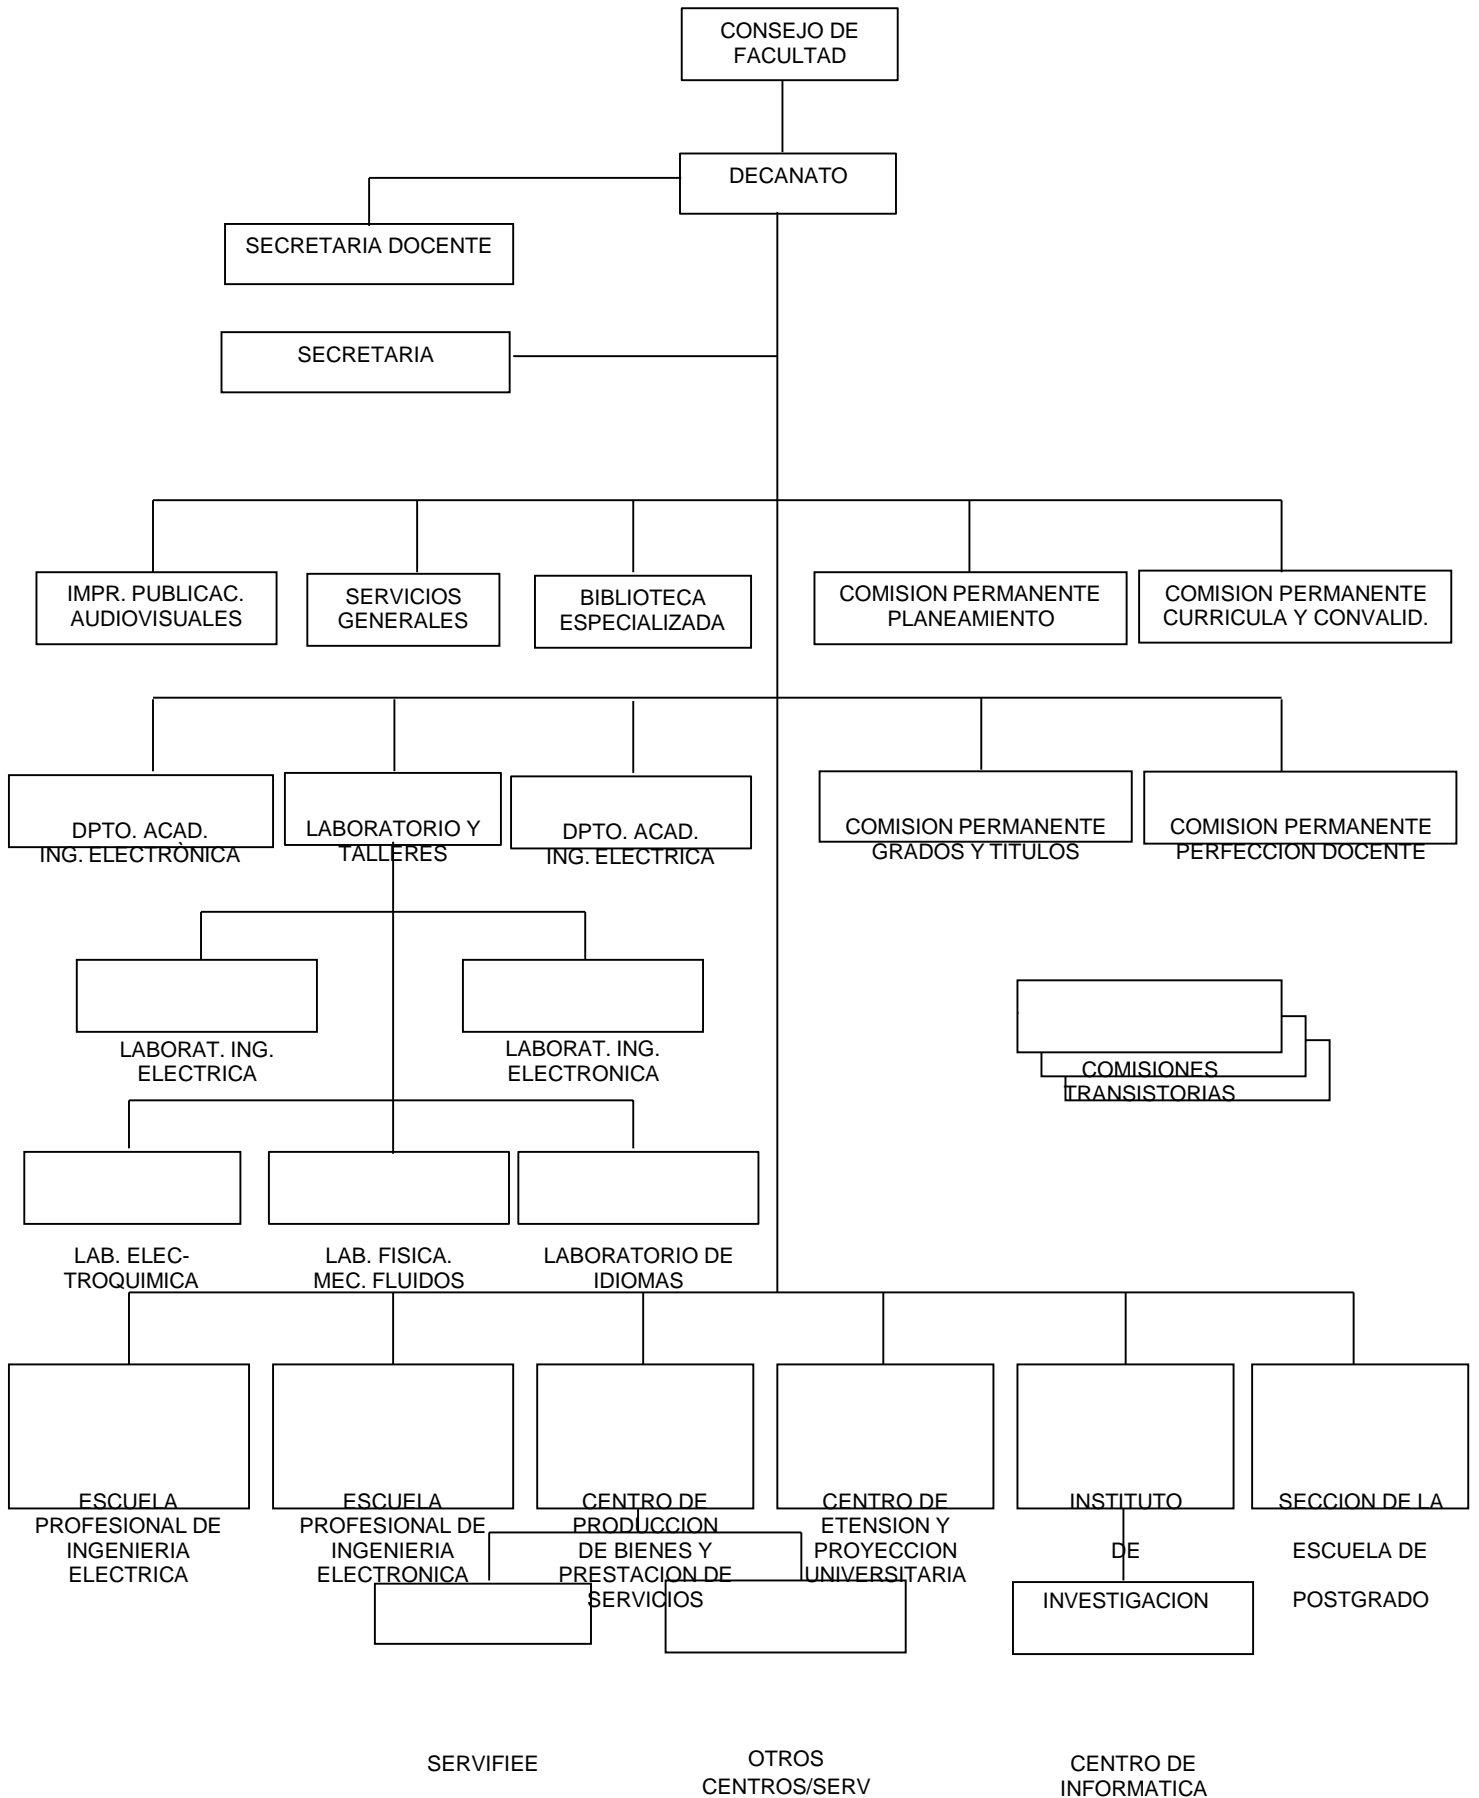 CONSEJO DE
FACULTAD
DECANATO
SECRETARIA DOCENTE
SECRETARIA
IMPR. PUBLICAC.
AUDIOVISUALES
SERVICIOS
GENERALES
BIBLIOTECA
ESPECIALIZADA
COMISION PERMANENTE
PLANEAMIENTO
COMISION PERMANENTE
CURRICULA Y CONVALID.
DPTO. ACAD.
ING. ELECTRÒNICA
LABORATORIO Y
TALLERES
DPTO. ACAD.
ING. ELECTRICA
COMISION PERMANENTE
GRADOS Y TITULOS
COMISION PERMANENTE
PERFECCION DOCENTE
LABORAT. ING.
ELECTRICA
LABORAT. ING.
ELECTRONICA
COMISIONES
TRANSISTORIAS
LAB. ELEC-
TROQUIMICA
LAB. FISICA.
MEC. FLUIDOS
LABORATORIO DE
IDIOMAS
ESCUELA
PROFESIONAL DE
INGENIERIA
ELECTRICA
ESCUELA
PROFESIONAL DE
INGENIERIA
ELECTRONICA
CENTRO DE
PRODUCCION
DE BIENES Y
PRESTACION DE
SERVICIOS
CENTRO DE
ETENSION Y
PROYECCION
UNIVERSITARIA
INSTITUTO
DE
INVESTIGACION
SECCION DE LA
ESCUELA DE
POSTGRADO
SERVIFIEE
OTROS
CENTROS/SERV
CENTRO DE
INFORMATICA